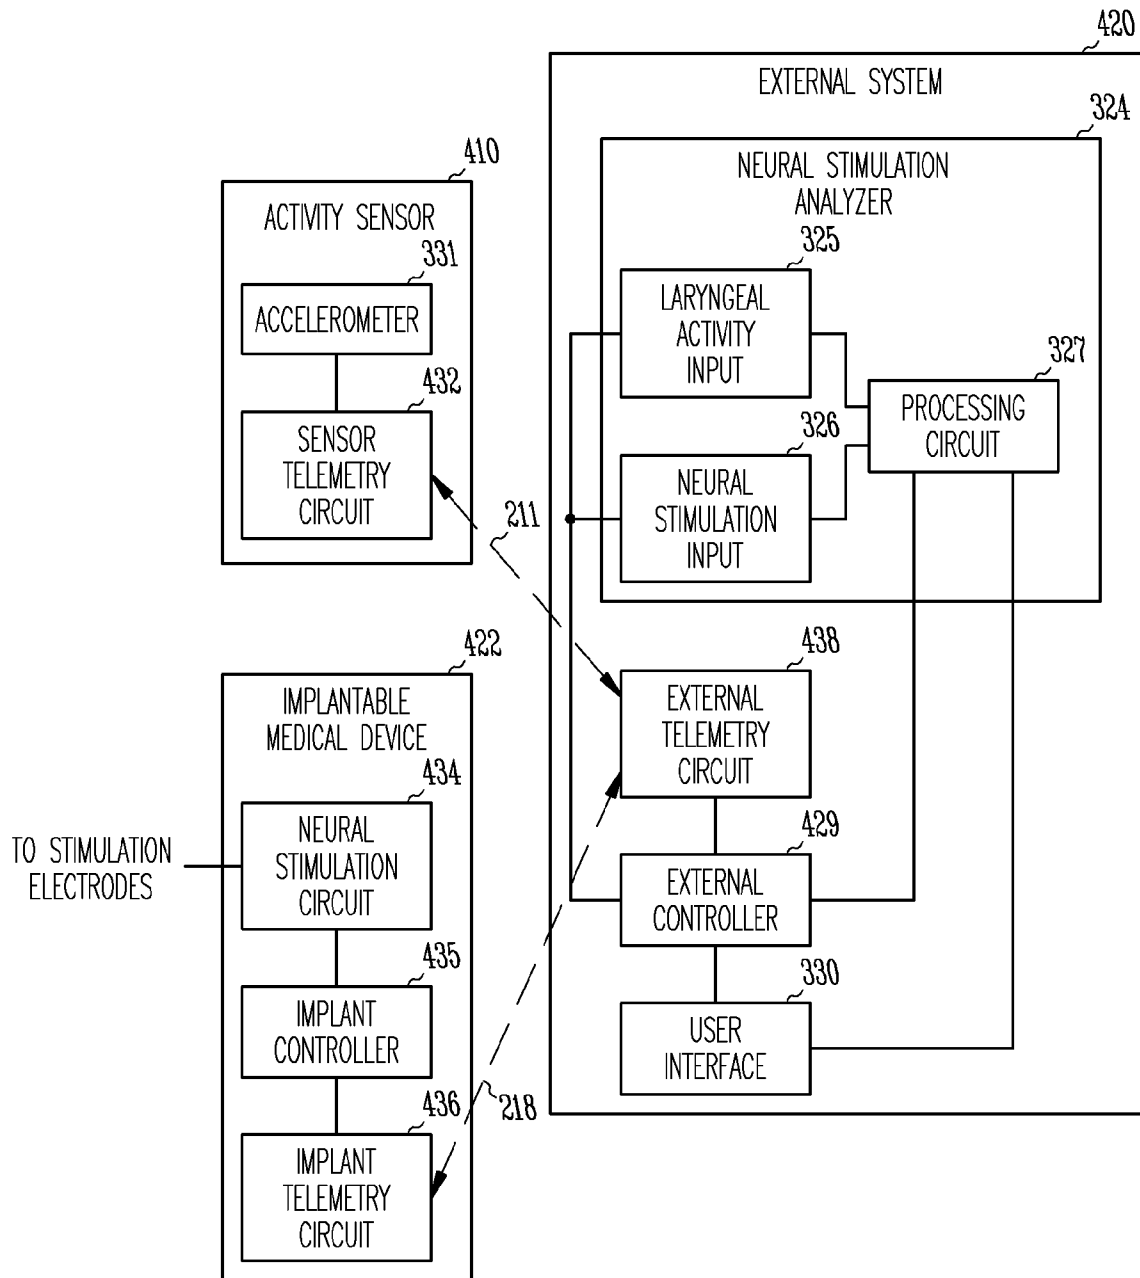 420
EXTERNAL SYSTEM
324
NEURAL STIMULATION
ANALYZER
410
ACTIVITY SENSOR
331
ACCELEROMETER
432
SENSOR
TELEMETRY
CIRCUIT
325
LARYNGEAL
ACTIVITY
INPUT
327
PROCESSING
CIRCUIT
326
NEURAL
STIMULATION
INPUT
211
422
IMPLANTABLE
MEDICAL DEVICE
434
NEURAL
STIMULATION
CIRCUIT
TO STIMULATION
ELECTRODES
435
IMPLANT
CONTROLLER
436
IMPLANT
TELEMETRY
CIRCUIT
218
438
EXTERNAL
TELEMETRY
CIRCUIT
429
EXTERNAL
CONTROLLER
330
USER
INTERFACE